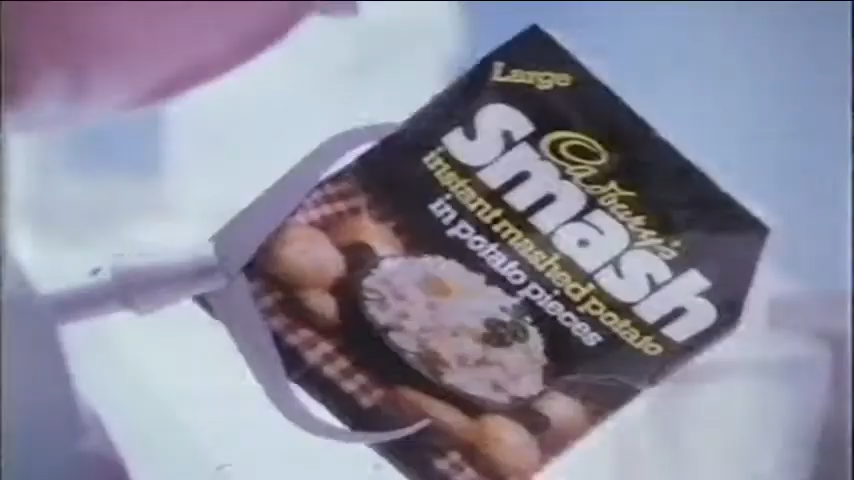 Large
Cadbury's
Smash
instant mashed potato
in potato pieces